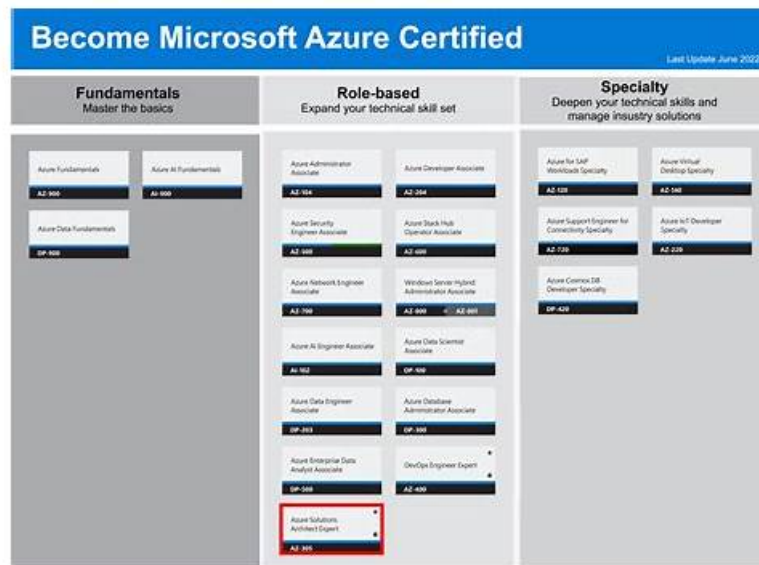 Become Microsoft Azure Certified
Last Update June 2022
Fundamentals
Master the basics
Role-based
Expand your technical skill set
Specialty
Deepen your technical skills and
manage insustry solutions
Azure Fundamentals
AZ-900
Azure AI Fundamentals
AI-900
Azure Data Fundamentals
DP-900
Azure Administrator
Associate
AZ-104
Azure Developer Associate
AZ-204
Azure Security
Engineer Associate
AZ-500
Azure Stack Hub
Operator Associate
AZ-600
Azure Network Engineer
Associate
AZ-700
Windows Server Hybrid
Administrator Associate
AZ-800 + AZ-801
Azure AI Engineer Associate
AI-102
Azure Data Scientist
Associate
DP-100
Azure Data Engineer
Associate
DP-203
Azure Database
Administrator Associate
DP-300
Azure Enterprise Data
Analyst Associate
DP-500
DevOps Engineer Expert
AZ-400
Azure Solutions
Architect Expert
AZ-305
Azure for SAP
Workloads Specialty
AZ-120
Azure Virtual
Desktop Specialty
AZ-140
Azure Support Engineer for
Connectivity Specialty
AZ-720
Azure IoT Developer
Specialty
AZ-220
Azure Cosmos DB
Developer Specialty
DP-420